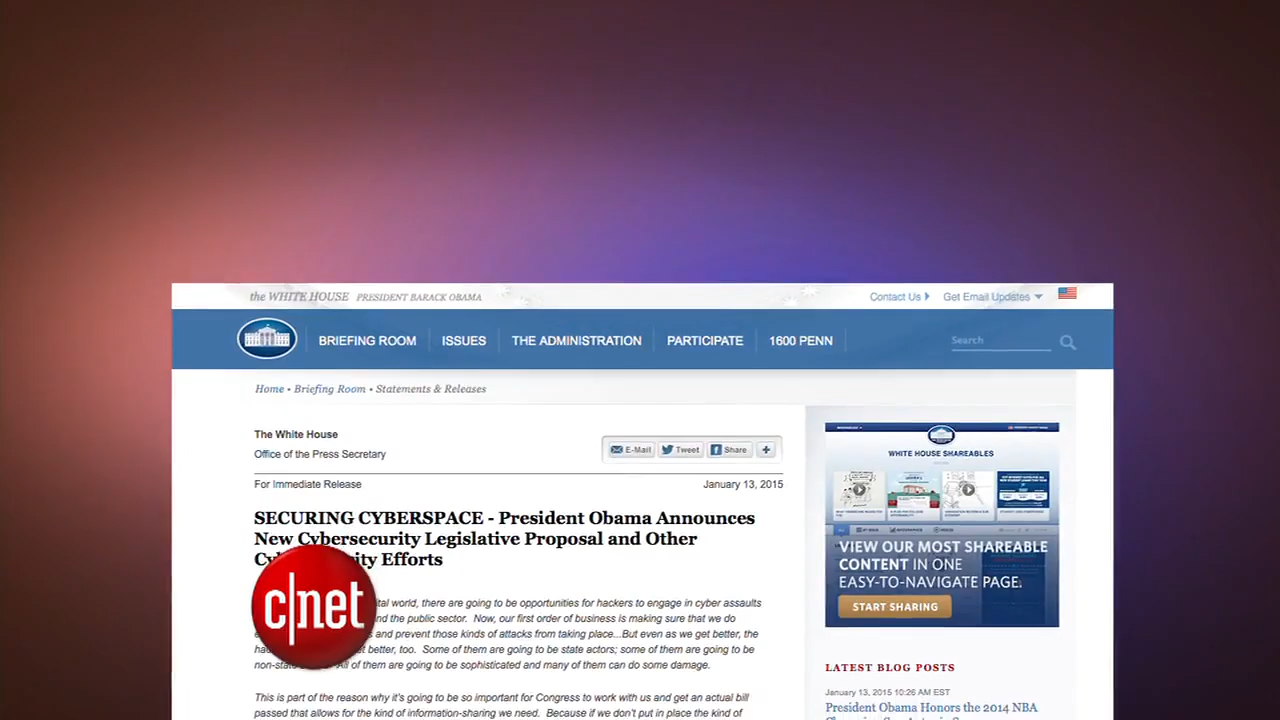 the WHITE HOUSE PRESIDENT BARACK OBAMA
Contact Us Get Email Updates
BRIEFING ROOM ISSUES THE ADMINISTRATION PARTICIPATE 1600 PENN
Search
Home • Briefing Room • Statements & Releases
The White House
Office of the Press Secretary
E-Mail Tweet Share +
For Immediate Release January 13, 2015
SECURING CYBERSPACE - President Obama Announces
New Cybersecurity Legislative Proposal and Other
Efforts
world, there are going to be opportunities for hackers to engage in cyber assaults
the public sector. Now, our first order of business is making sure that we do
and prevent those kinds of attacks from taking place...But even as we get better, the
better, too. Some of them are going to be state actors; some of them are going to be
All of them are going to be sophisticated and many of them can do some damage.
This is part of the reason why it's going to be so important for Congress to work with us and get an actual bill
passed that allows for the kind of information-sharing we need. Because if we don't put in place the kind of
c|net
WHITE HOUSE SHAREABLES
VIEW OUR MOST SHAREABLE
CONTENT IN ONE
EASY-TO-NAVIGATE PAGE.
START SHARING
LATEST BLOG POSTS
January 13, 2015 10:26 AM EST
President Obama Honors the 2014 NBA